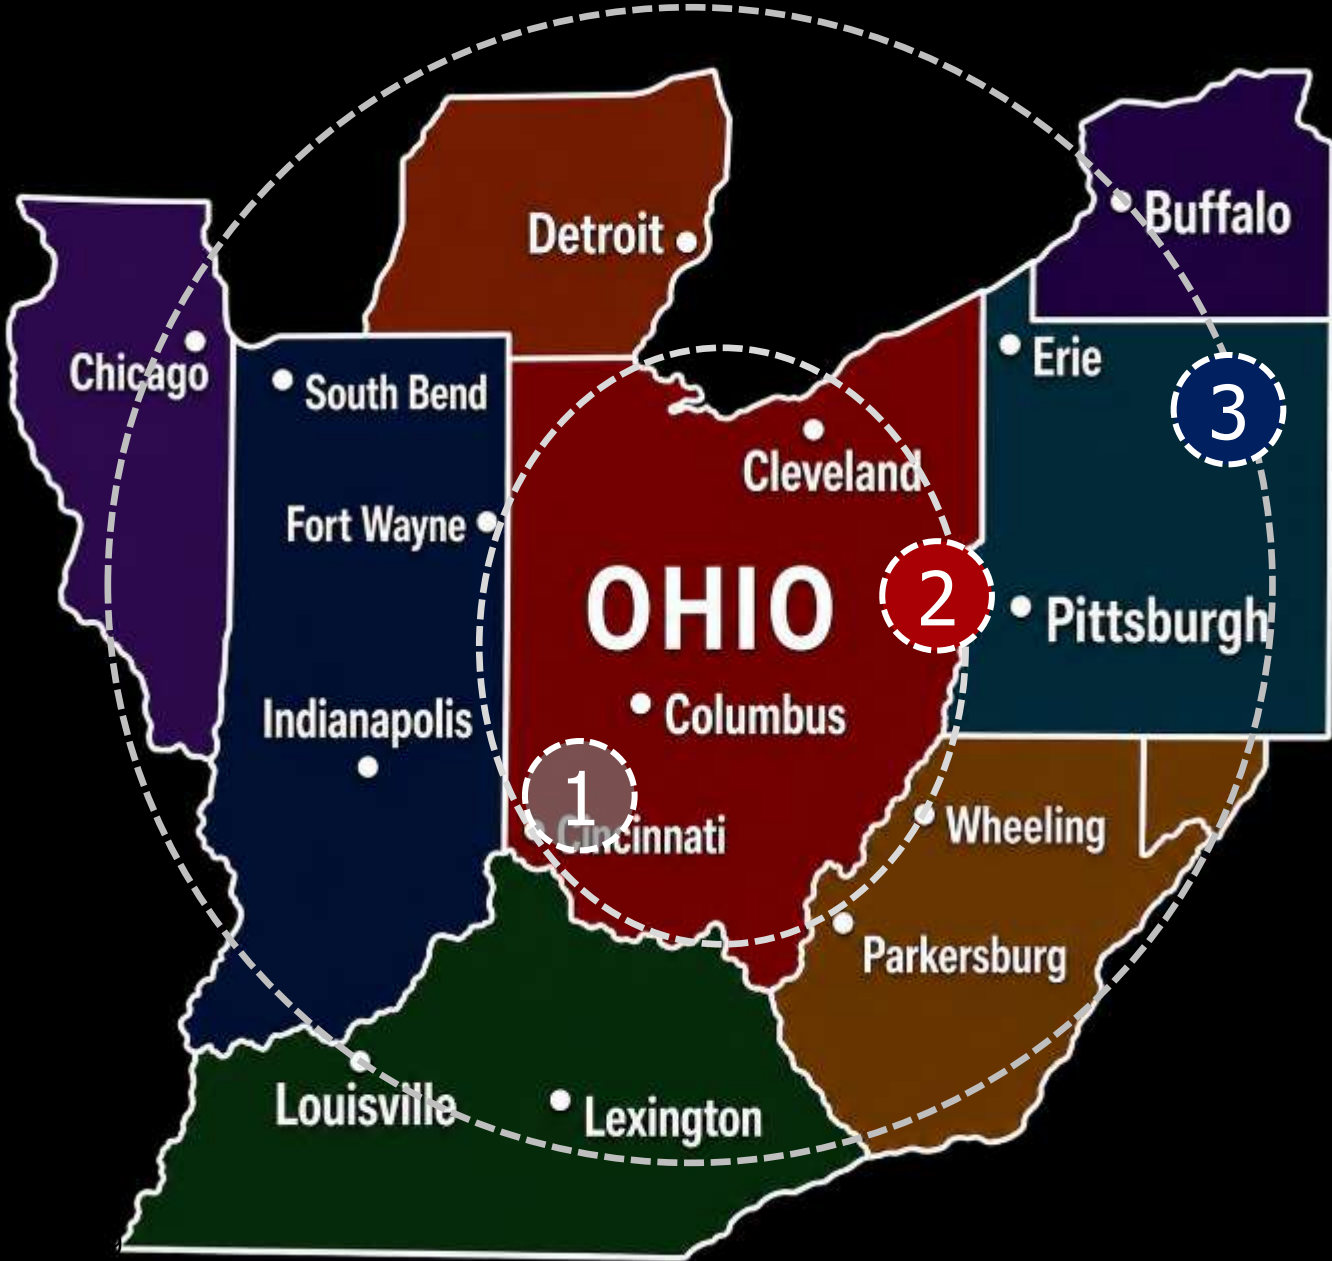 Buffalo
Detroit
Erie
Chicago
South Bend
3
Cleveland
Fort Wayne
OHIO
2
Pittsburgh
Indianapolis
Columbus
1
Cincinnati
Wheeling
Parkersburg
Louisville
Lexington